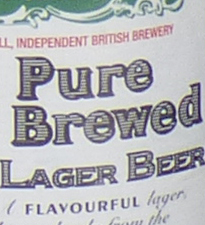 LL, INDEPENDENT BRITISH BREWERY
Pure
Brewed
LAGER BEER
FLAVOURFUL lager,
from the